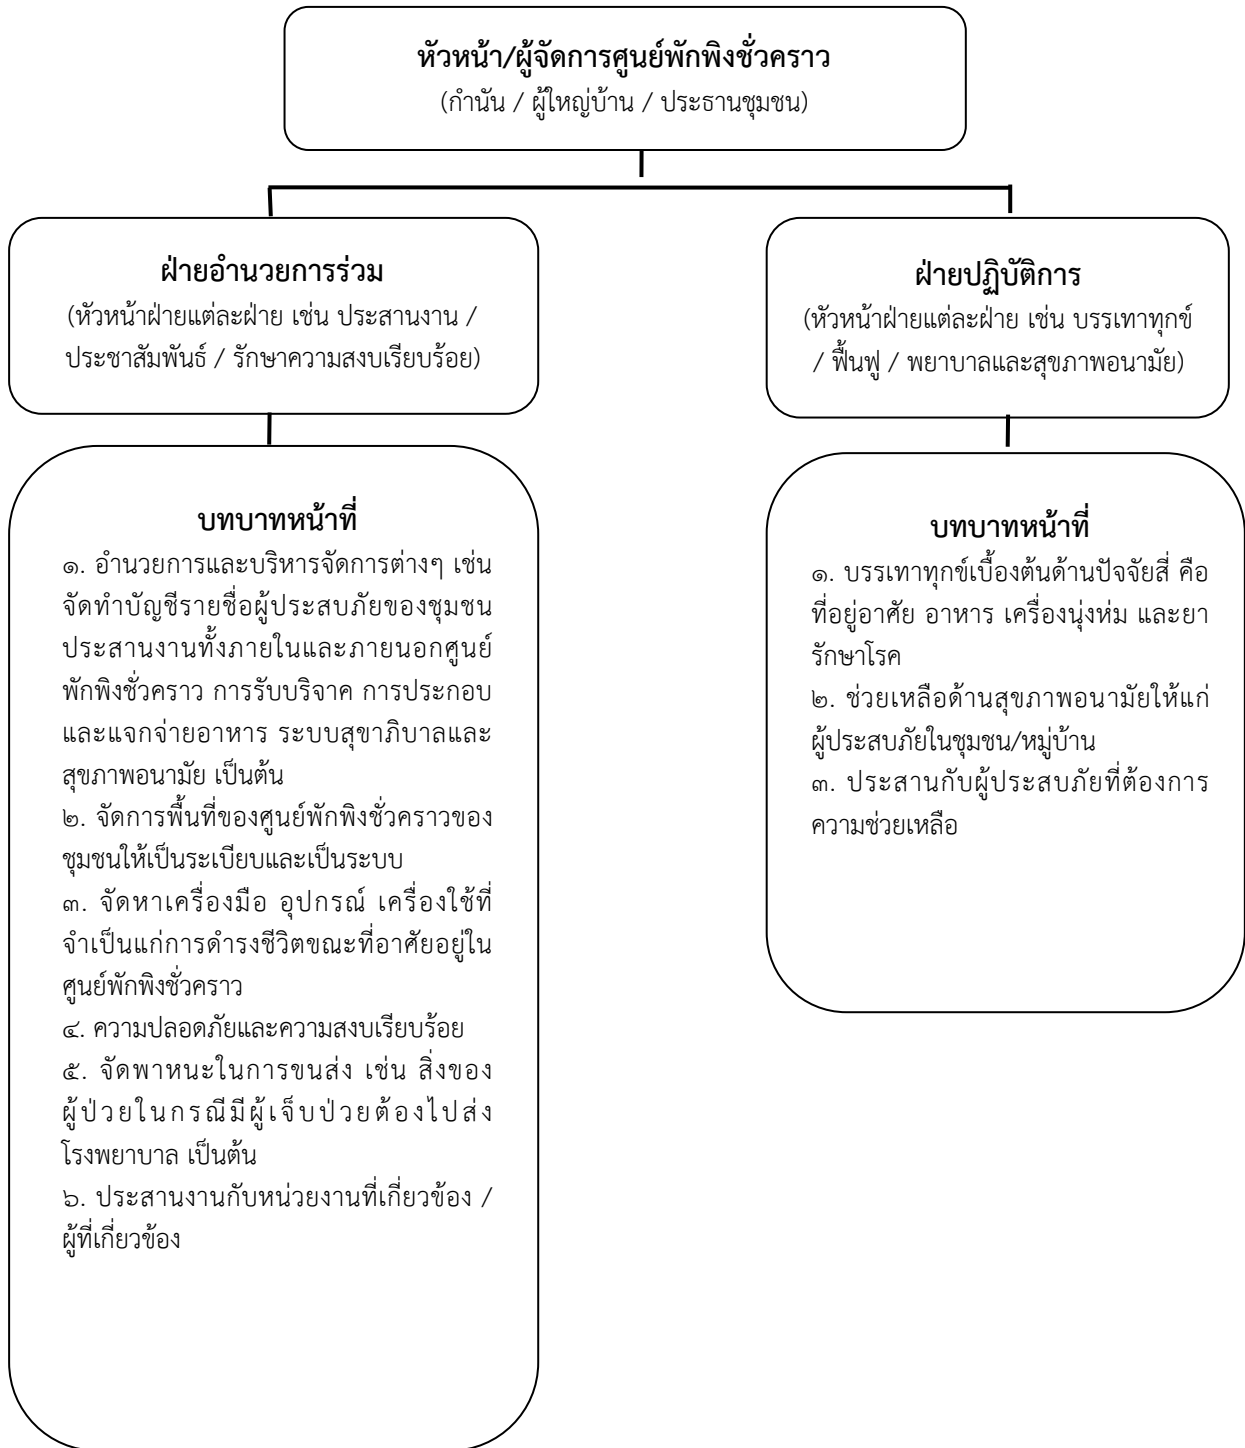 หัวหน้า/ผู้จัดการศูนย์พักพิงชั่วคราว
(กำนัน / ผู้ใหญ่บ้าน / ประธานชุมชน)
ฝ่ายอำนวยการร่วม
(หัวหน้าฝ่ายแต่ละฝ่าย เช่น ประสานงาน /
ประชาสัมพันธ์ / รักษาความสงบเรียบร้อย)
ฝ่ายปฏิบัติการ
(หัวหน้าฝ่ายแต่ละฝ่าย เช่น บรรเทาทุกข์
/ ฟื้นฟู / พยาบาลและสุขภาพอนามัย)
บทบาทหน้าที่
๑. อำนวยการและบริหารจัดการต่างๆ เช่น
จัดทำบัญชีรายชื่อผู้ประสบภัยของชุมชน
ประสานงานทั้งภายในและภายนอกศูนย์
พักพิงชั่วคราว การรับบริจาค การประกอบ
และแจกจ่ายอาหาร ระบบสุขาภิบาลและ
สุขภาพอนามัย เป็นต้น
๒. จัดการพื้นที่ของศูนย์พักพิงชั่วคราวของ
ชุมชนให้เป็นระเบียบและเป็นระบบ
๓. จัดหาเครื่องมือ อุปกรณ์ เครื่องใช้ที่
จำเป็นแก่การดำรงชีวิตขณะที่อาศัยอยู่ใน
ศูนย์พักพิงชั่วคราว
๔. ความปลอดภัยและความสงบเรียบร้อย
๕. จัดพาหนะในการขนส่ง เช่น สิ่งของ
ผู้ป่วยในกรณีมีผู้เจ็บป่วยต้องไปส่ง
โรงพยาบาล เป็นต้น
๖. ประสานงานกับหน่วยงานที่เกี่ยวข้อง /
ผู้ที่เกี่ยวข้อง
บทบาทหน้าที่
๑. บรรเทาทุกข์เบื้องต้นด้านปัจจัยสี่ คือ
ที่อยู่อาศัย อาหาร เครื่องนุ่งห่ม และยา
รักษาโรค
๒. ช่วยเหลือด้านสุขภาพอนามัยให้แก่
ผู้ประสบภัยในชุมชน/หมู่บ้าน
๓. ประสานกับผู้ประสบภัยที่ต้องการ
ความช่วยเหลือ